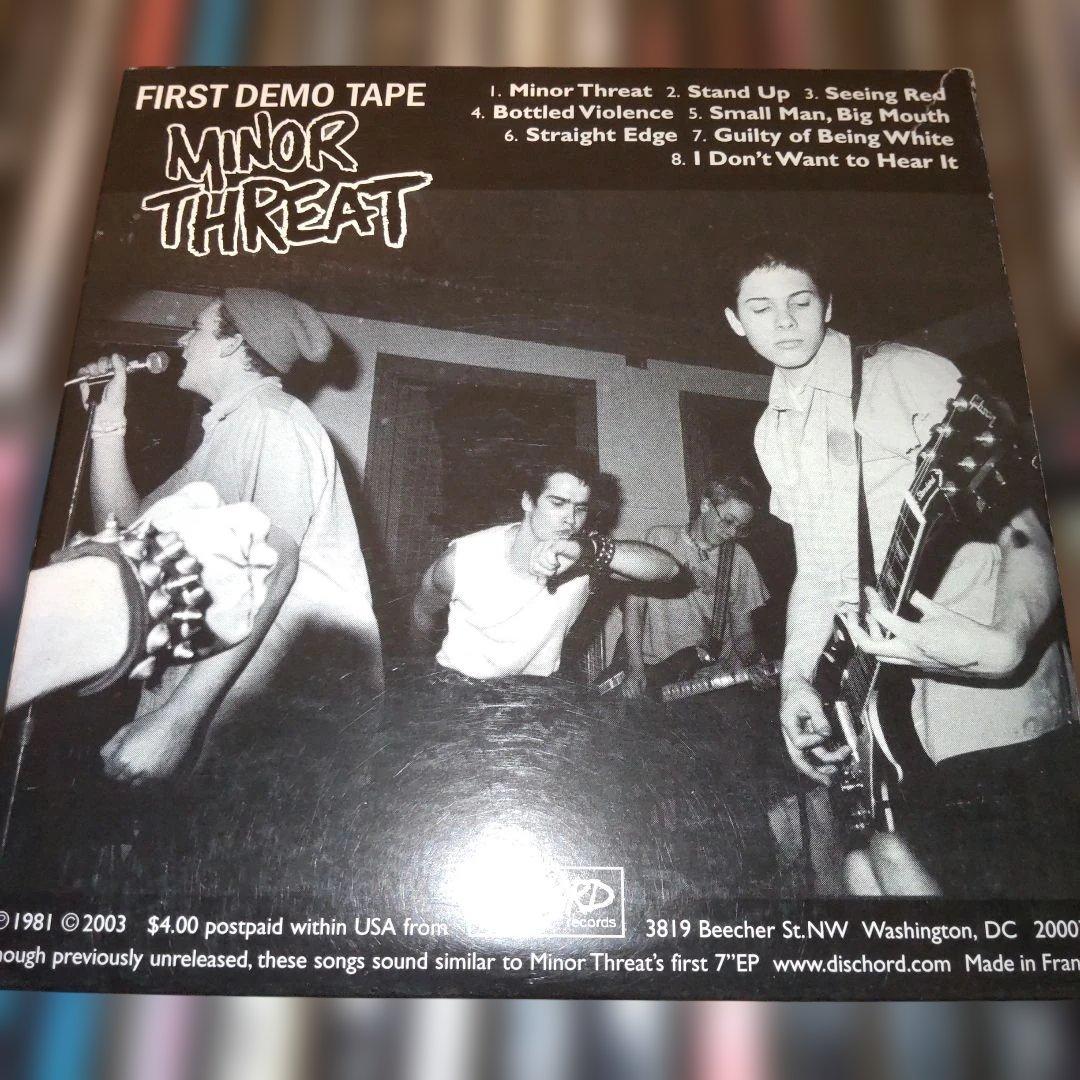 FIRST DEMO TAPE
MINOR
THREAT
1. Minor Threat 2. Stand Up 3. Seeing Red
4. Bottled Violence 5. Small Man, Big Mouth
6. Straight Edge 7. Guilty of Being White
8. I Don't Want to Hear It
Gibson
℗1981 ©2003 $4.00 postpaid within USA from 3819 Beecher St. NW Washington, DC
previously unreleased, these songs sound similar to Minor Threat's first 7"EP www.dischord.com Made in